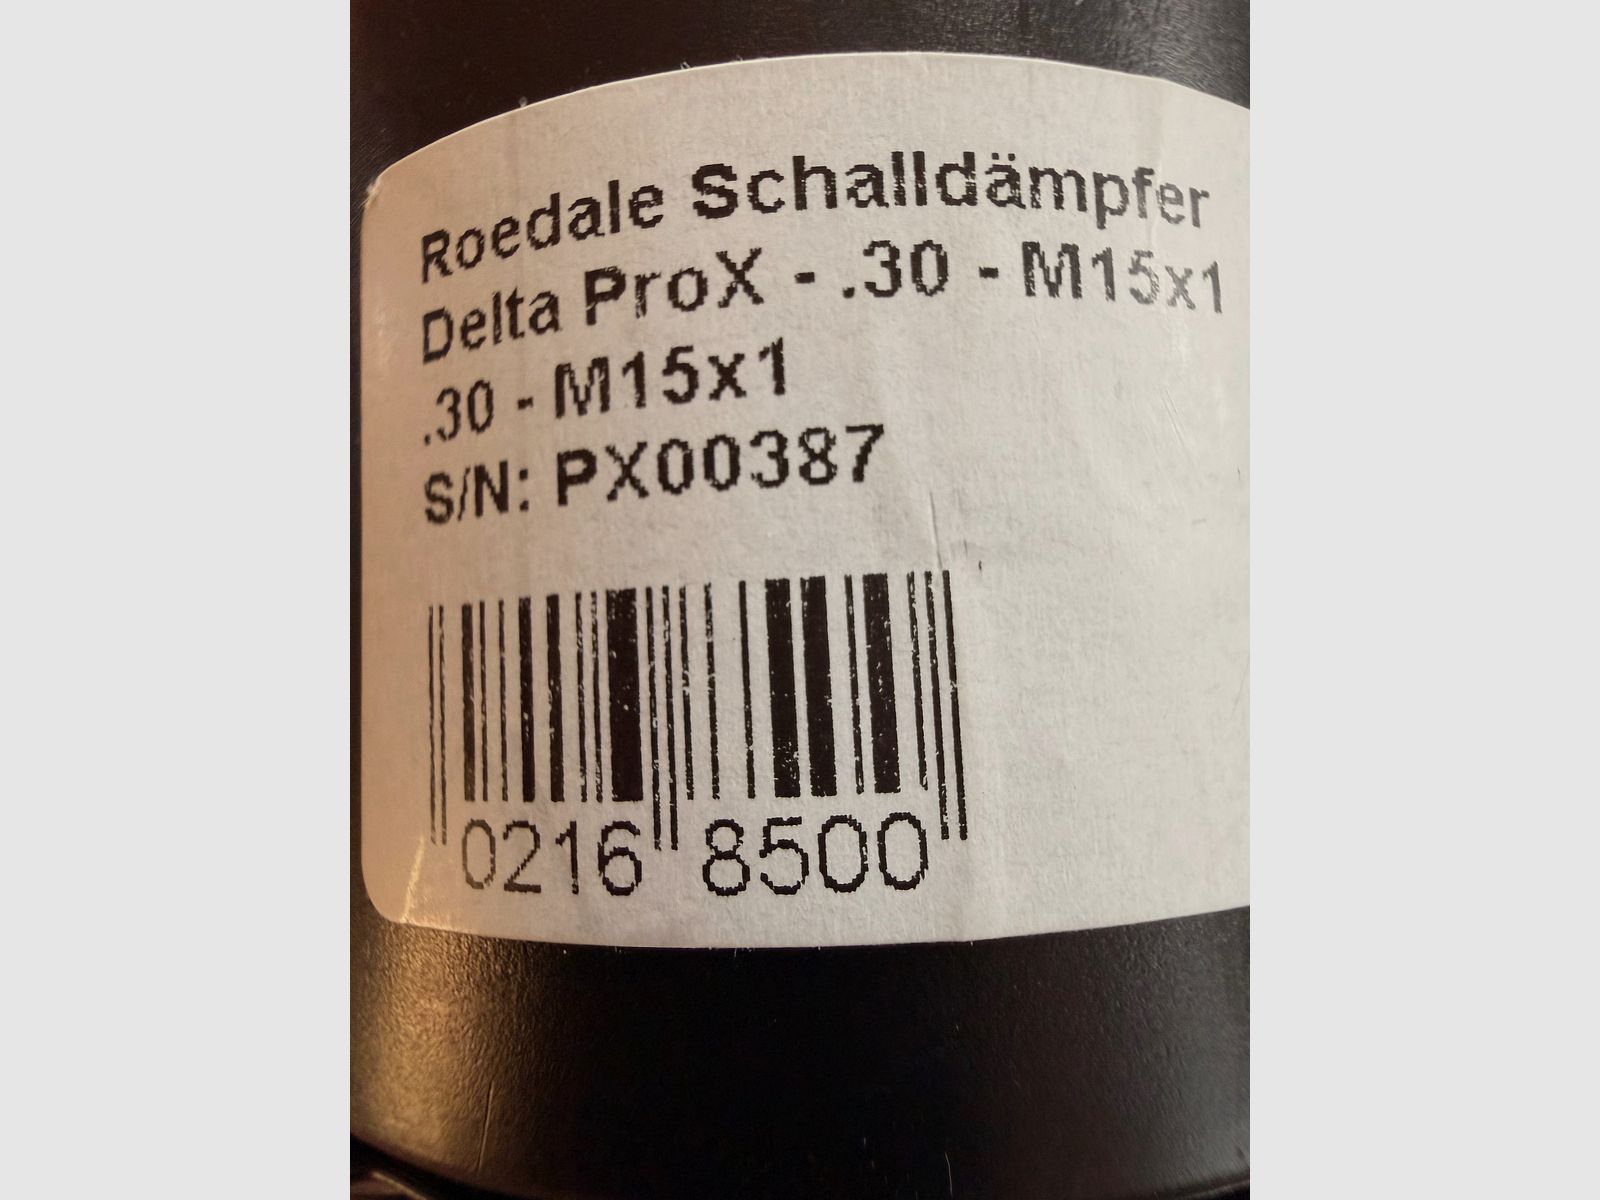 Roedale Schalldämpfer
Delta ProX - .30 - M15x1
.30 - M15x1
S/N: PX00387
0216 8500